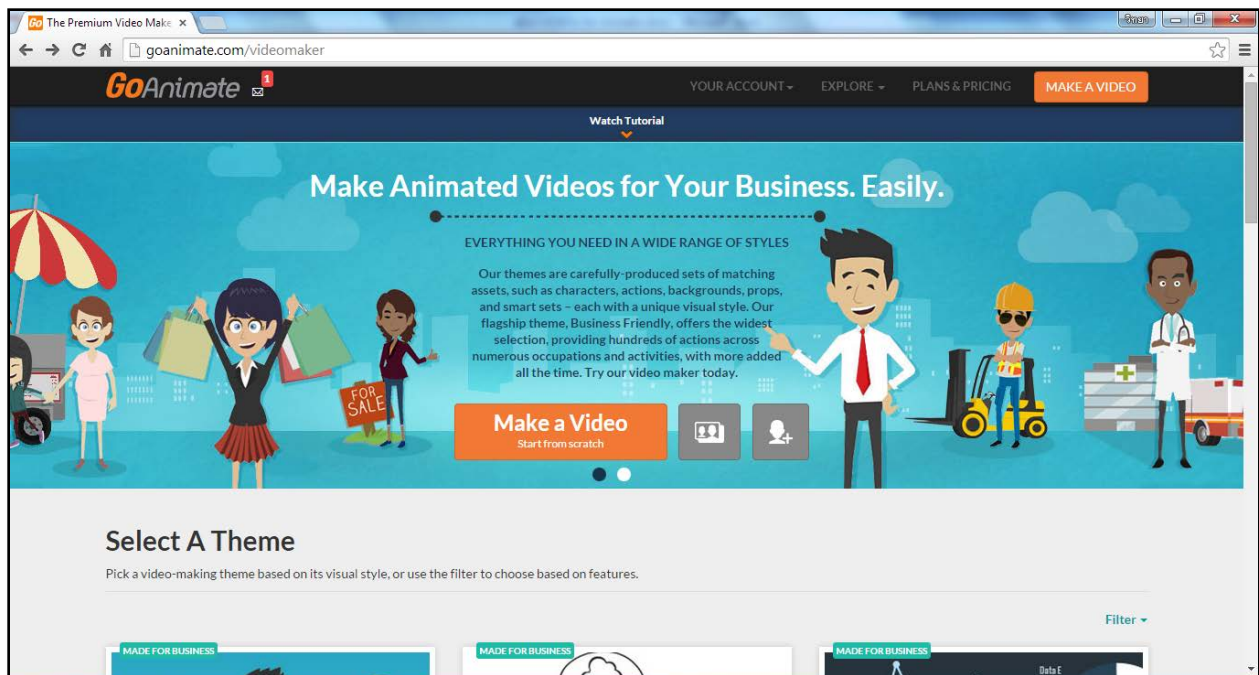 Go The Premium Video Make
goanimate.com/videomaker
GoAnimate 1
YOUR ACCOUNT EXPLORE PLANS & PRICING MAKE A VIDEO
Watch Tutorial
Make Animated Videos for Your Business. Easily.
EVERYTHING YOU NEED IN A WIDE RANGE OF STYLES
Our themes are carefully-produced sets of matching
assets, such as characters, actions, backgrounds, props,
and smart sets – each with a unique visual style. Our
flagship theme, Business Friendly, offers the widest
selection, providing hundreds of actions across
numerous occupations and activities, with more added
all the time. Try our video maker today.
FOR
SALE
Make a Video
Start from scratch
Select A Theme
Pick a video-making theme based on its visual style, or use the filter to choose based on features.
Filter
MADE FOR BUSINESS MADE FOR BUSINESS MADE FOR BUSINESS
Data E